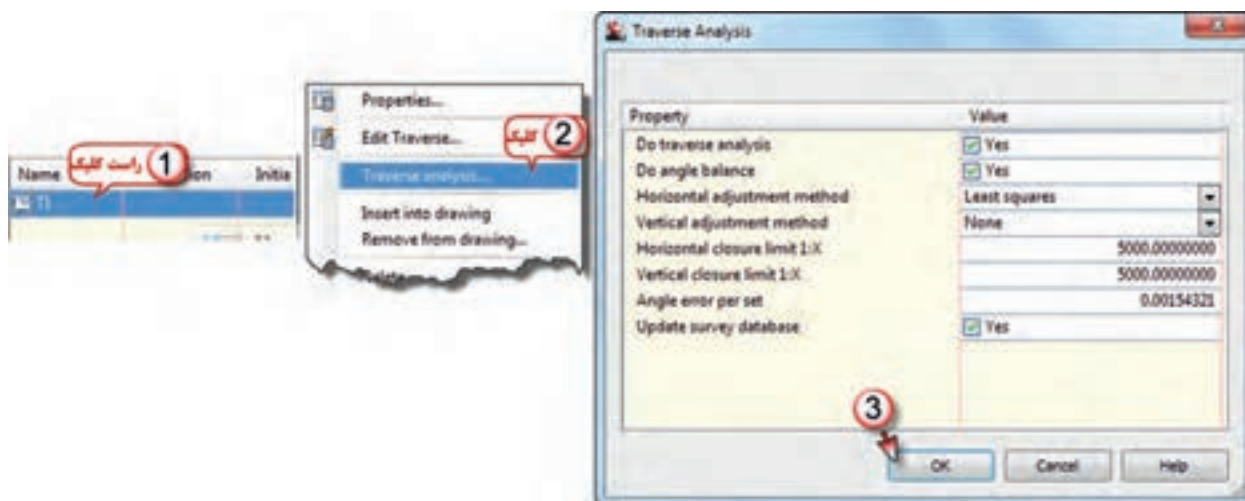 Name
راست کلیک
1
on
Initia
T1
Properties...
Edit Traverse...
کلیک
2
Traverse analysis...
Insert into drawing
Remove from drawing...
Traverse Analysis
Property Value
Do traverse analysis Yes
Do angle balance Yes
Horizontal adjustment method Least squares
Vertical adjustment method None
Horizontal closure limit 1:X 5000.00000000
Vertical closure limit 1:X 5000.00000000
Angle error per set 0.00154321
Update survey database Yes
3
OK Cancel Help